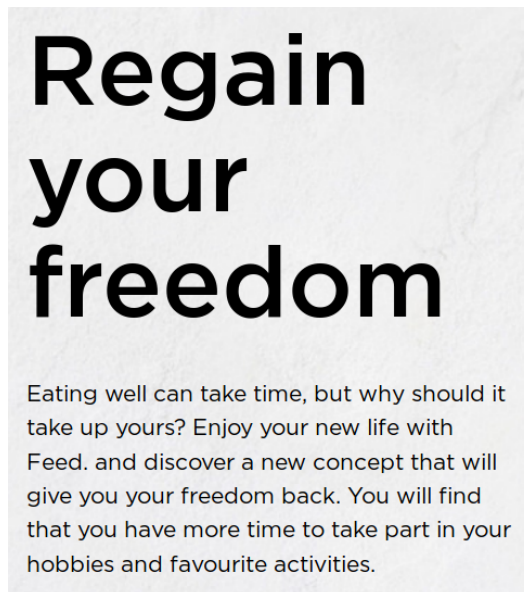 Regain
your
freedom
Eating well can take time, but why should it
take up yours? Enjoy your new life with
Feed. and discover a new concept that will
give you your freedom back. You will find
that you have more time to take part in your
hobbies and favourite activities.